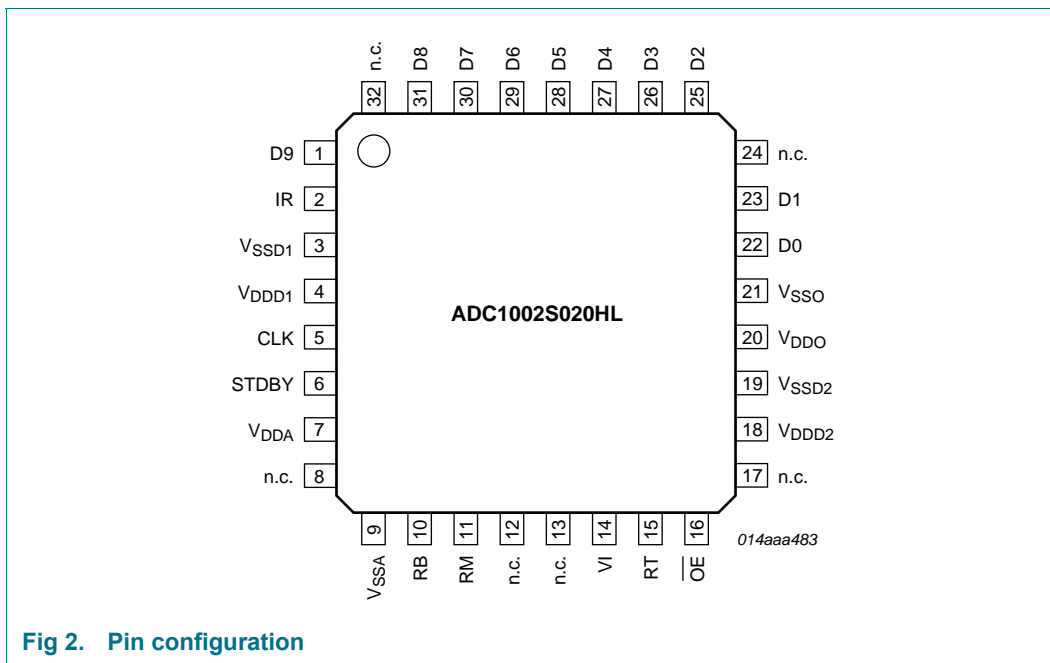 n.c.
D8
D7
D6
D5
D4
D3
D2
32
31
30
29
28
27
26
25
D9 1
IR 2
VSSD1 3
VDDD1 4
CLK 5
STDBY 6
VDDA 7
n.c. 8
ADC1002S020HL
24 n.c.
23 D1
22 D0
21 VSSO
20 VDDO
19 VSSD2
18 VDDD2
17 n.c.
9
10
11
12
13
14
15
16
VSSA
RB
RM
n.c.
n.c.
VI
RT
OE
014aaa483
Fig 2. Pin configuration